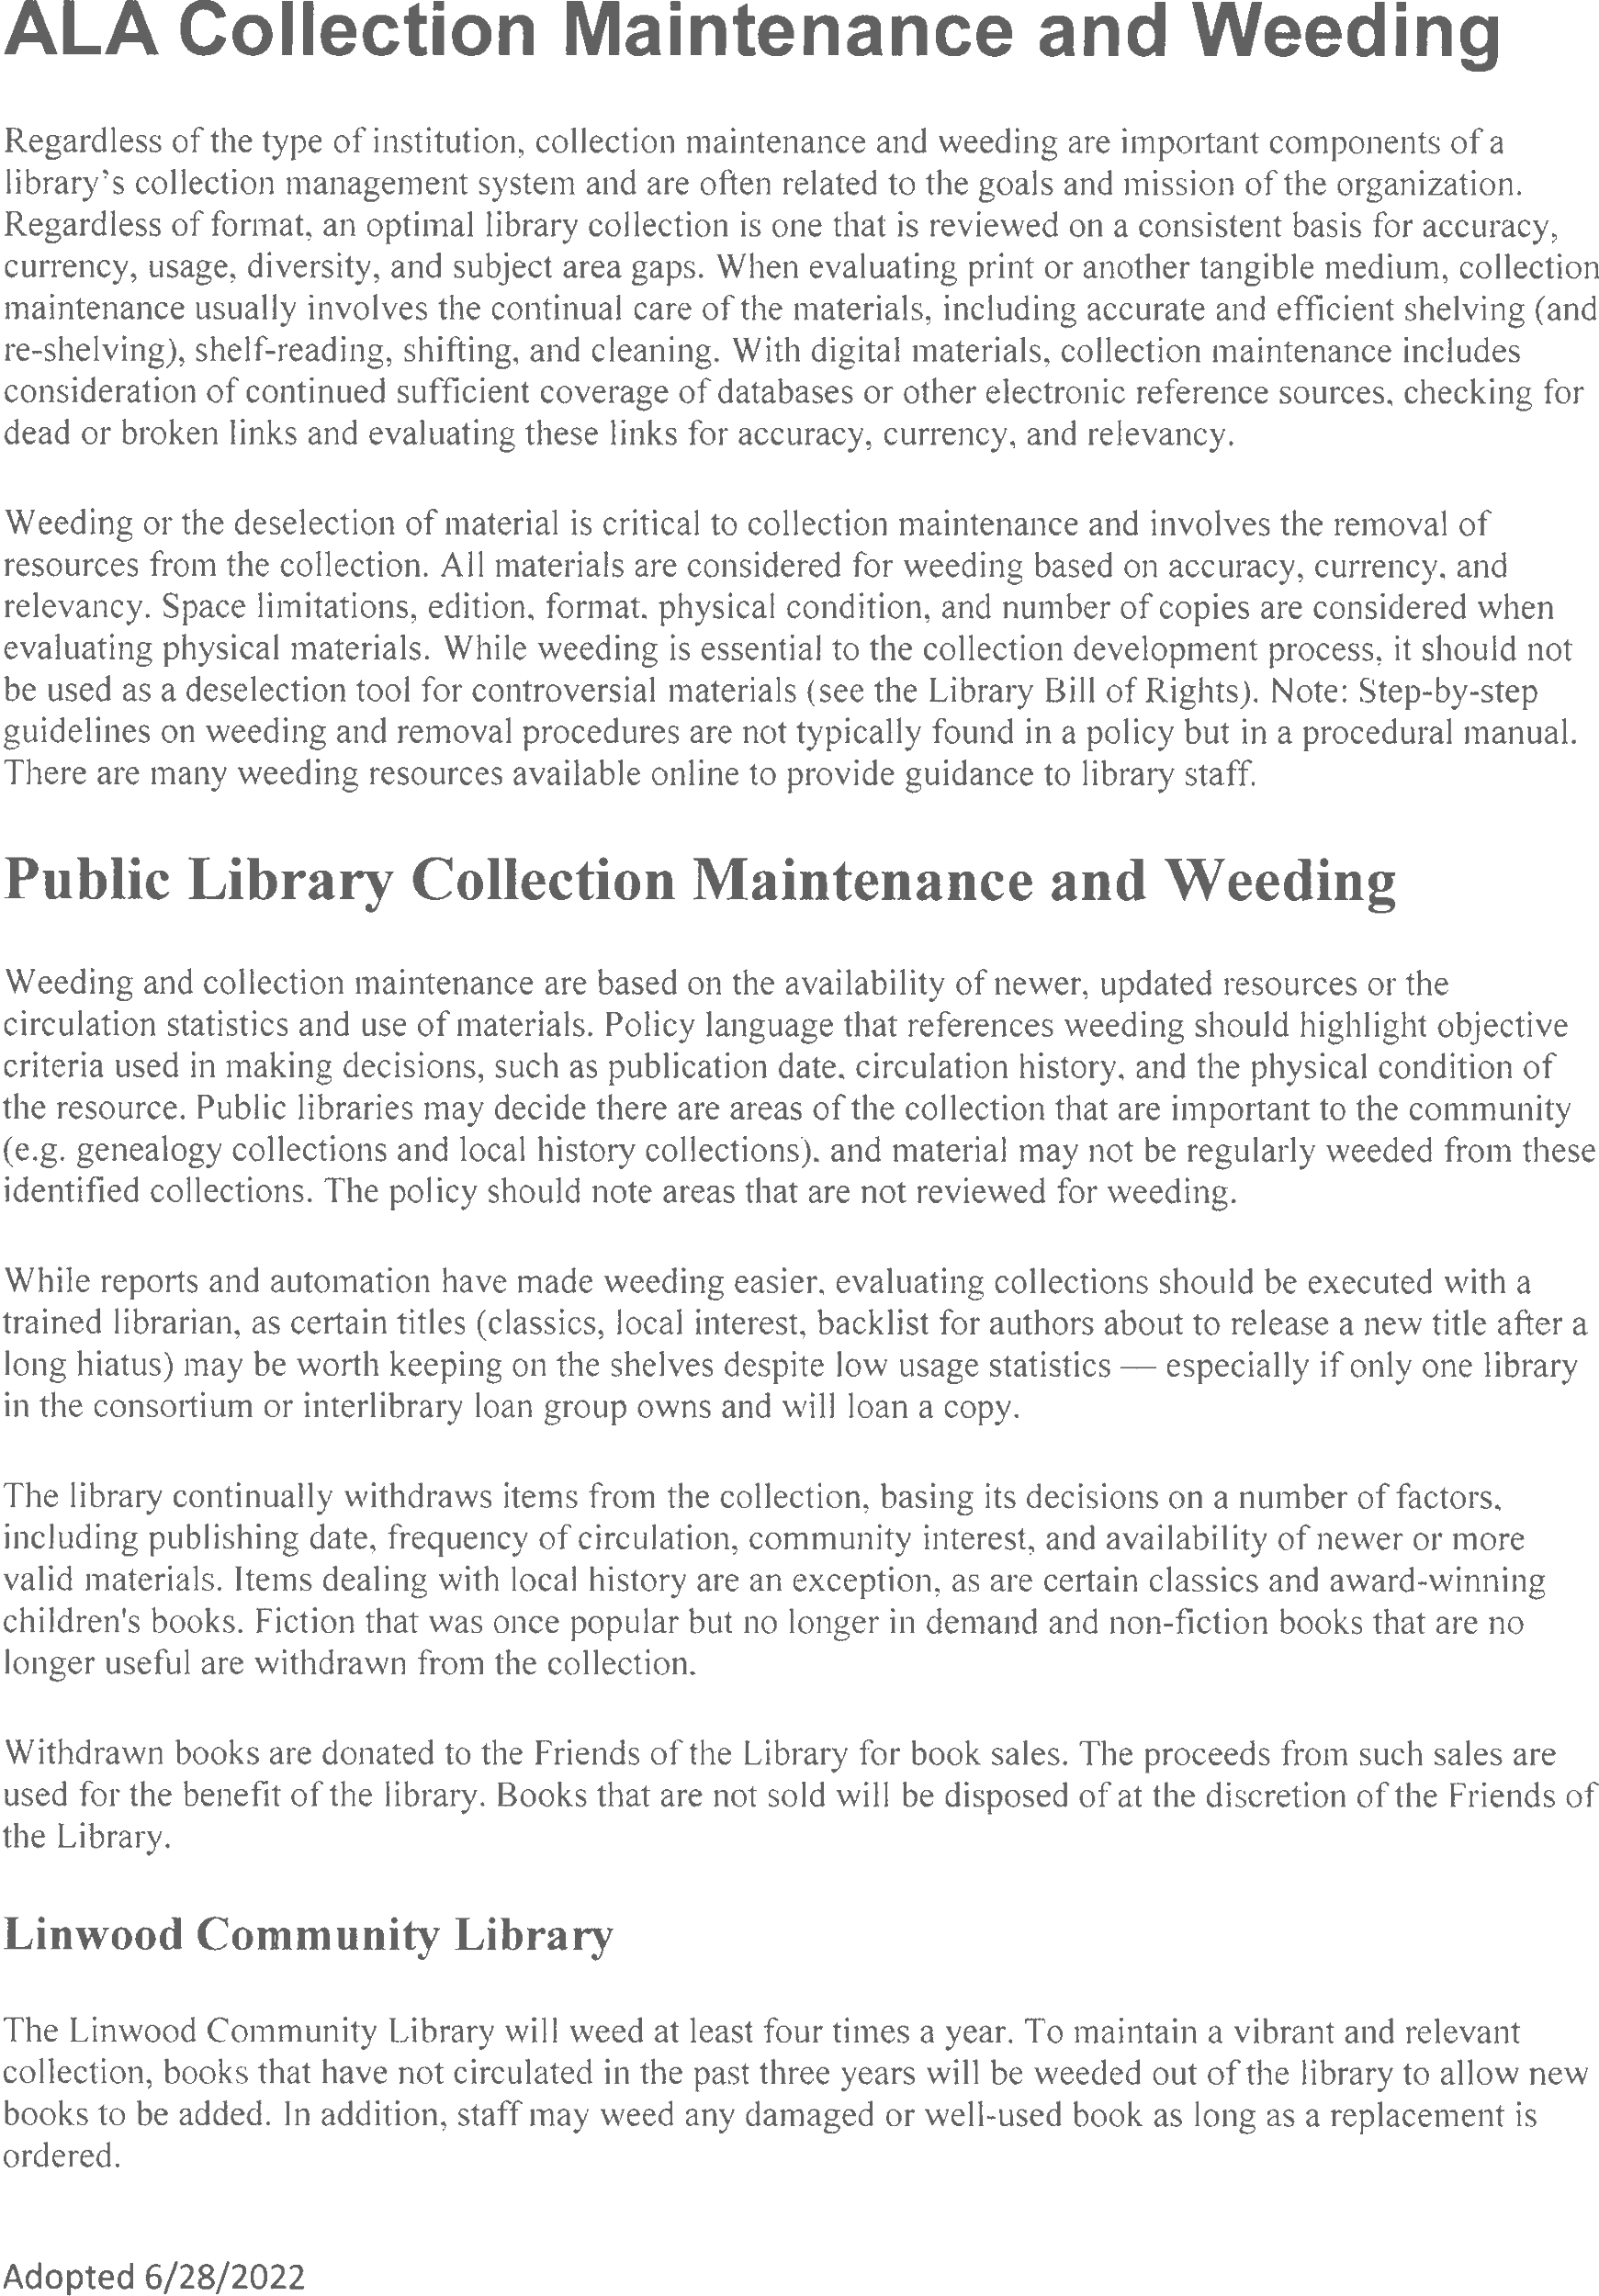 ALA Collection Maintenance and Weeding
Regardless of the type of institution, collection maintenance and weeding are important components of a
library's collection management system and are often related to the goals and mission of the organization.
Regardless of format, an optimal library collection is one that is reviewed on a consistent basis for accuracy,
currency, usage, diversity, and subject area gaps. When evaluating print or another tangible medium, collection
maintenance usually involves the continual care of the materials, including accurate and efficient shelving (and
re-shelving), shelf-reading, shifting, and cleaning. With digital materials, collection maintenance includes
consideration of continued sufficient coverage of databases or other electronic reference sources, checking for
dead or broken links and evaluating these links for accuracy, currency, and relevancy.
Weeding or the deselection of material is critical to collection maintenance and involves the removal of
resources from the collection. All materials are considered for weeding based on accuracy, currency, and
relevancy. Space limitations, edition, format, physical condition, and number of copies are considered when
evaluating physical materials. While weeding is essential to the collection development process, it should not
be used as a deselection tool for controversial materials (see the Library Bill of Rights). Note: Step-by-step
guidelines on weeding and removal procedures are not typically found in a policy but in a procedural manual.
There are many weeding resources available online to provide guidance to library staff.
Public Library Collection Maintenance and Weeding
Weeding and collection maintenance are based on the availability of newer, updated resources or the
circulation statistics and use of materials. Policy language that references weeding should highlight objective
criteria used in making decisions, such as publication date, circulation history, and the physical condition of
the resource. Public libraries may decide there are areas of the collection that are important to the community
(e.g. genealogy collections and local history collections), and material may not be regularly weeded from these
identified collections. The policy should note areas that are not reviewed for weeding.
While reports and automation have made weeding easier, evaluating collections should be executed with a
trained librarian, as certain titles (classics, local interest, backlist for authors about to release a new title after a
long hiatus) may be worth keeping on the shelves despite low usage statistics — especially if only one library
in the consortium or interlibrary loan group owns and will loan a copy.
The library continually withdraws items from the collection, basing its decisions on a number of factors,
including publishing date, frequency of circulation, community interest, and availability of newer or more
valid materials. Items dealing with local history are an exception, as are certain classics and award-winning
children's books. Fiction that was once popular but no longer in demand and non-fiction books that are no
longer useful are withdrawn from the collection.
Withdrawn books are donated to the Friends of the Library for book sales. The proceeds from such sales are
used for the benefit of the library. Books that are not sold will be disposed of at the discretion of the Friends of
the Library.
Linwood Community Library
The Linwood Community Library will weed at least four times a year. To maintain a vibrant and relevant
collection, books that have not circulated in the past three years will be weeded out of the library to allow new
books to be added. In addition, staff may weed any damaged or well-used book as long as a replacement is
ordered.
Adopted 6/28/2022